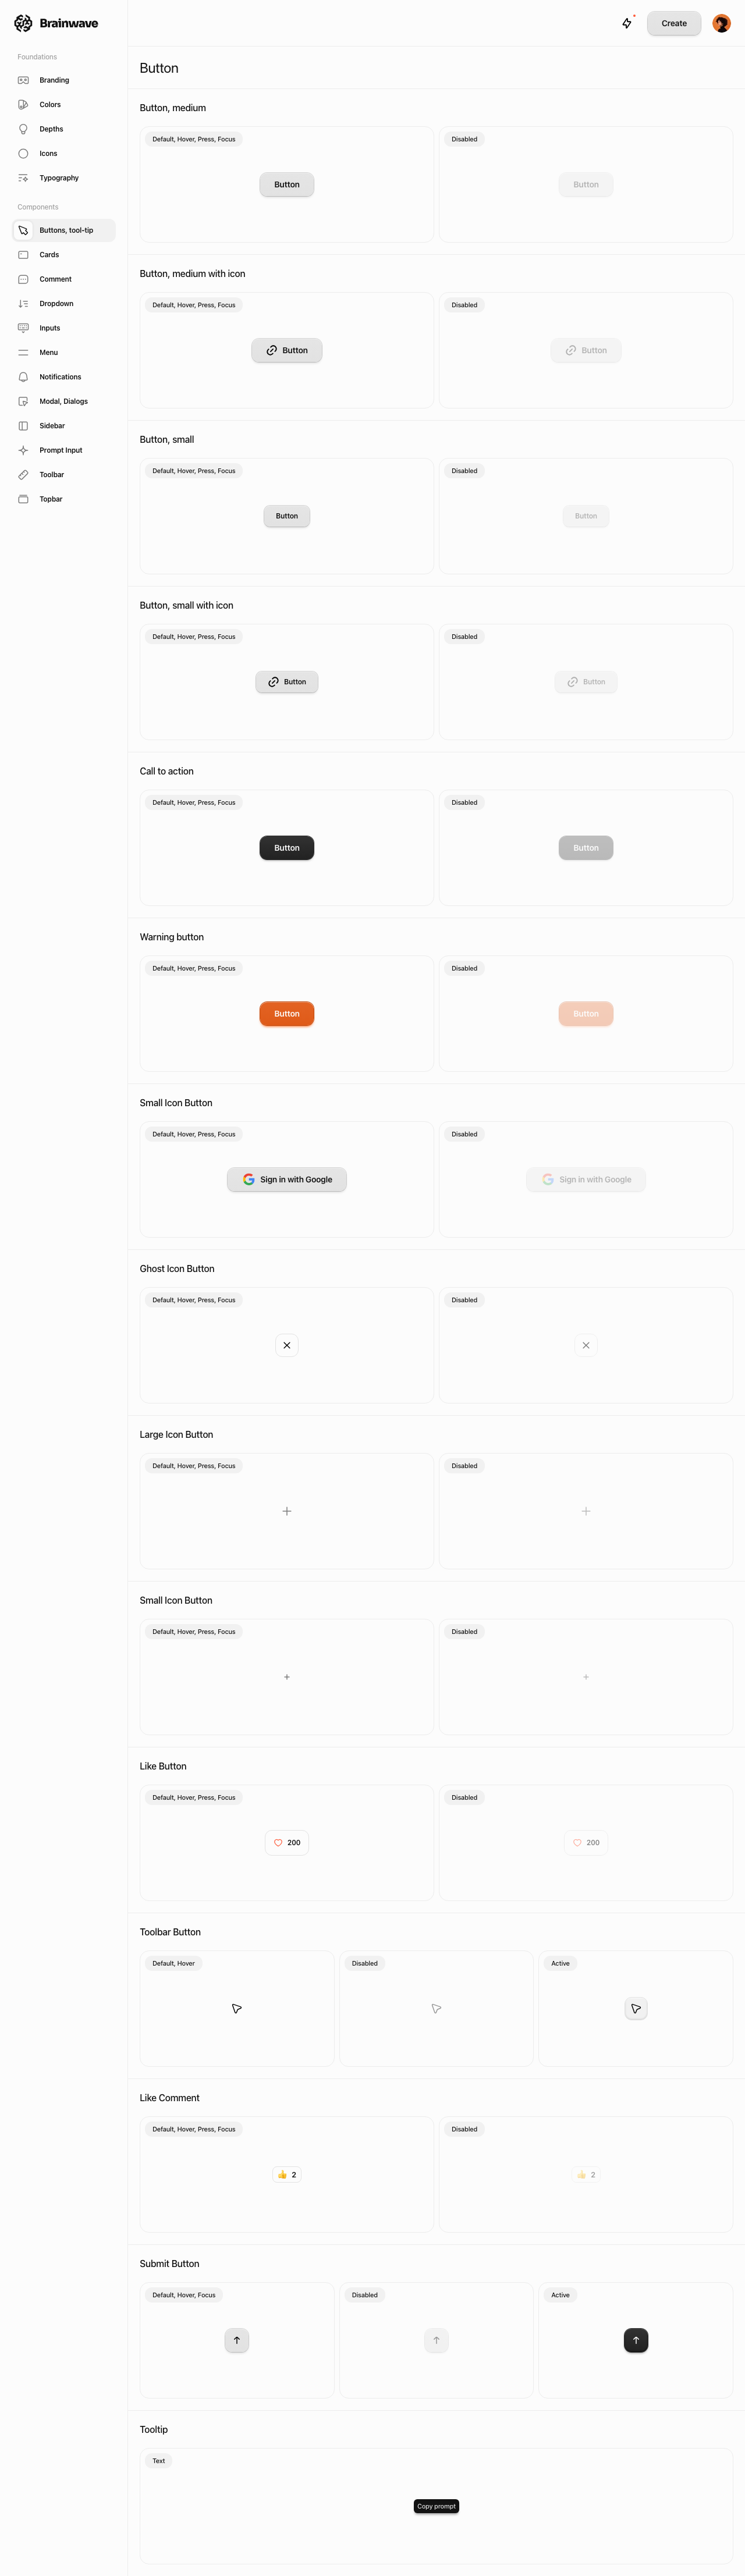 Brainwave
Create
Foundations
Branding
Colors
Depths
Icons
Typography
Components
Buttons, tool-tip
Cards
Comment
Dropdown
Inputs
Menu
Notifications
Modal, Dialogs
Sidebar
Prompt Input
Toolbar
Topbar
Button
Button, medium
Default, Hover, Press, Focus
Button
Disabled
Button
Button, medium with icon
Default, Hover, Press, Focus
Button
Disabled
Button
Button, small
Default, Hover, Press, Focus
Button
Disabled
Button
Button, small with icon
Default, Hover, Press, Focus
Button
Disabled
Button
Call to action
Default, Hover, Press, Focus
Button
Disabled
Button
Warning button
Default, Hover, Press, Focus
Button
Disabled
Button
Small Icon Button
Default, Hover, Press, Focus
Sign in with Google
Disabled
Sign in with Google
Ghost Icon Button
Default, Hover, Press, Focus
Disabled
Large Icon Button
Default, Hover, Press, Focus
Disabled
Small Icon Button
Default, Hover, Press, Focus
Disabled
Like Button
Default, Hover, Press, Focus
200
Disabled
200
Toolbar Button
Default, Hover
Disabled
Active
Like Comment
Default, Hover, Press, Focus
👍 2
Disabled
👍 2
Submit Button
Default, Hover, Focus
Disabled
Active
Tooltip
Text
Copy prompt